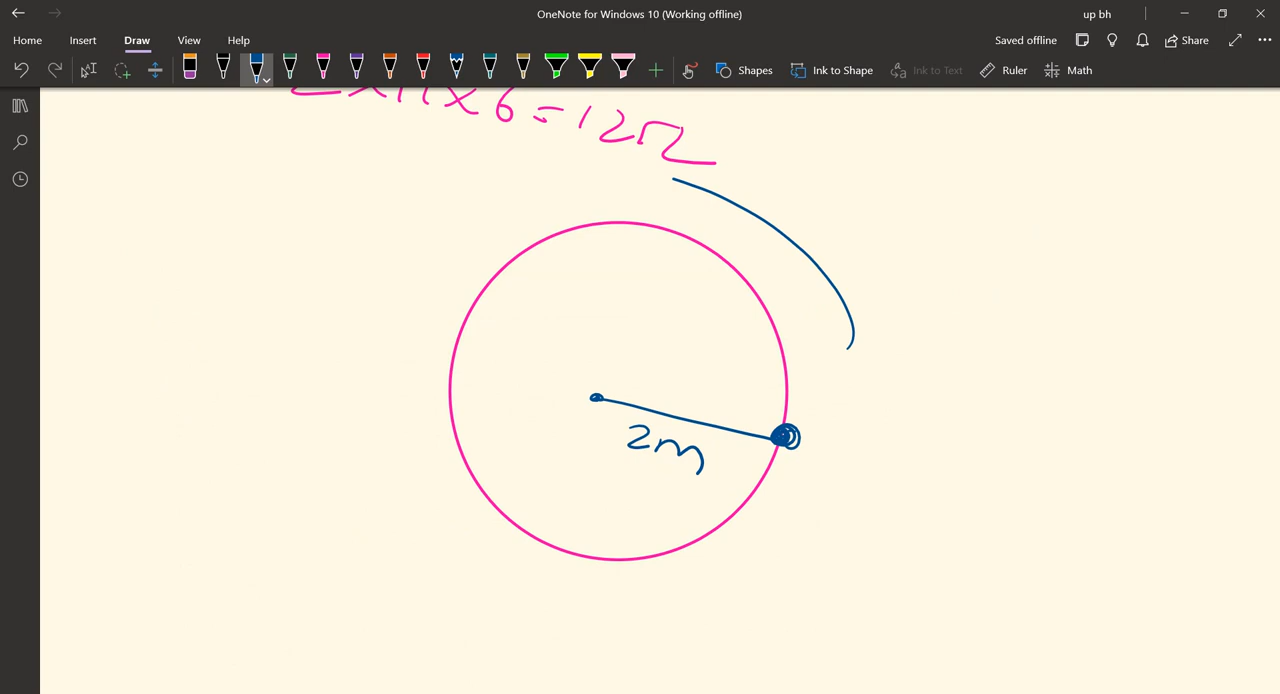 OneNote for Windows 10 (Working offline)
up bh
Home Insert Draw View Help
Saved offline
Share
Shapes
Ink to Shape
Ink to Text
Ruler
Math
2 × π × 6 = 12π
2m